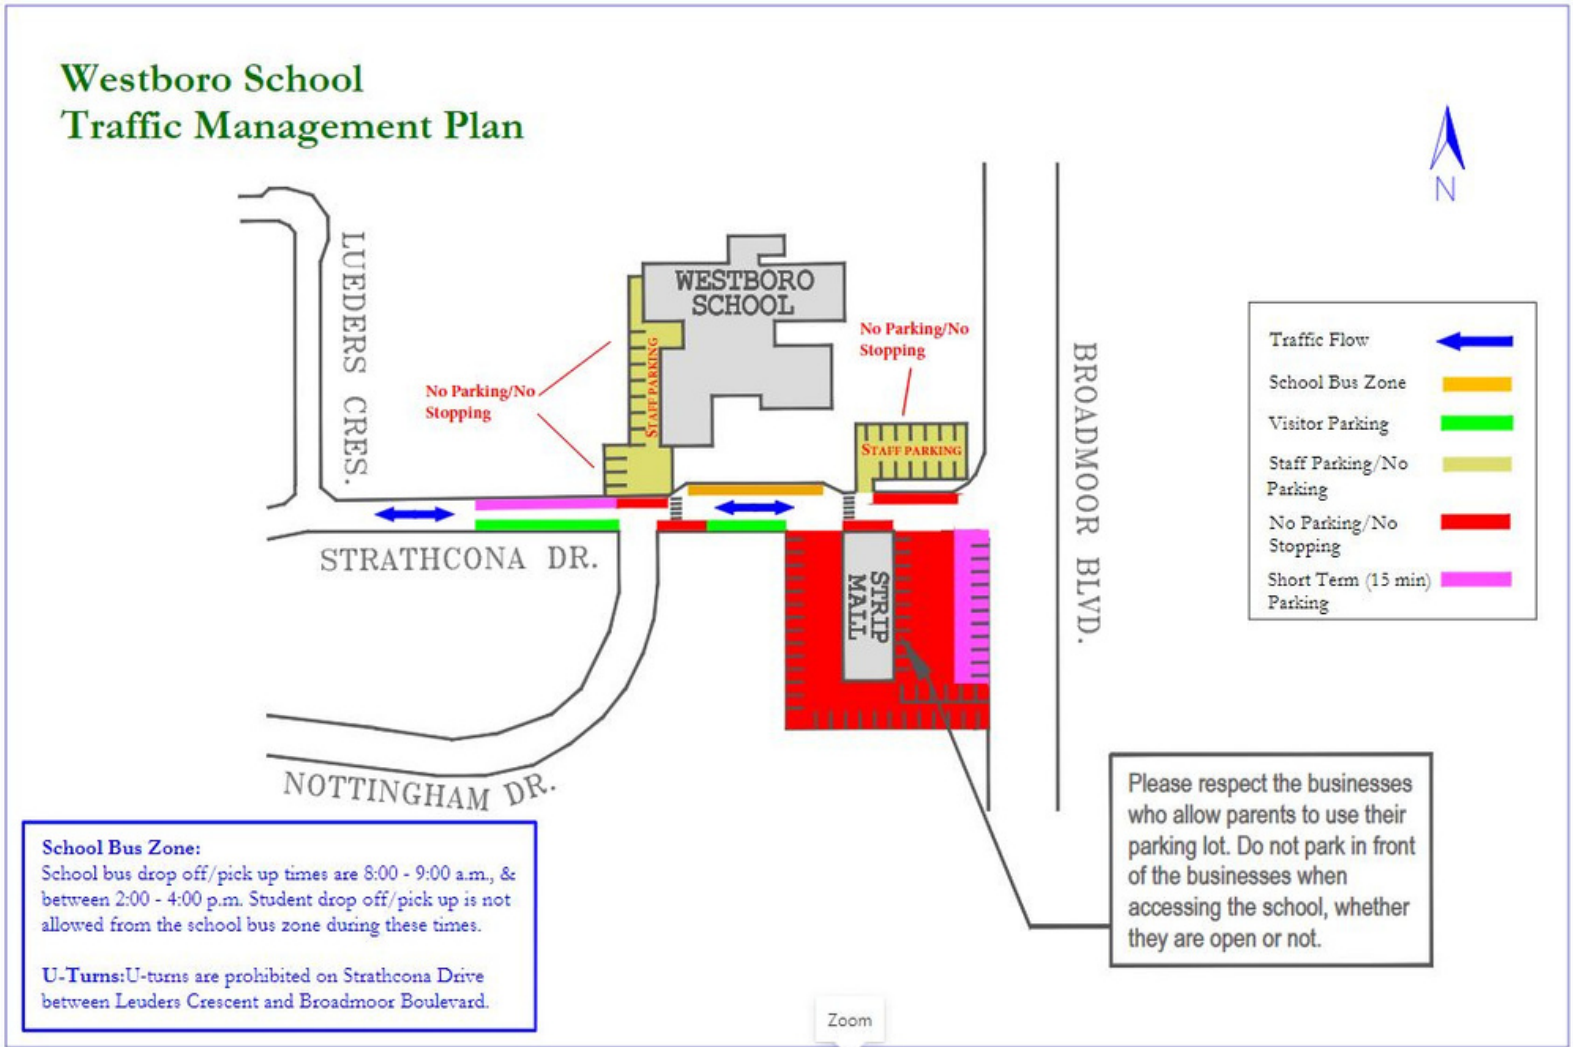 Westboro School
Traffic Management Plan
N
LUEDERS CRES.
WESTBORO
SCHOOL
No Parking/No
Stopping
No Parking/No
Stopping
STAFF PARKING
STAFF PARKING
BROADMOOR BLVD.
Traffic Flow
School Bus Zone
Visitor Parking
Staff Parking/No
Parking
No Parking/No
Stopping
Short Term (15 min)
Parking
STRATHCONA DR.
STRIP
MALL
NOTTINGHAM DR.
School Bus Zone:
School bus drop off/pick up times are 8:00 - 9:00 a.m., &
between 2:00 - 4:00 p.m. Student drop off/pick up is not
allowed from the school bus zone during these times.
U-Turns:U-turns are prohibited on Strathcona Drive
between Leuders Crescent and Broadmoor Boulevard.
Please respect the businesses
who allow parents to use their
parking lot. Do not park in front
of the businesses when
accessing the school, whether
they are open or not.
Zoom